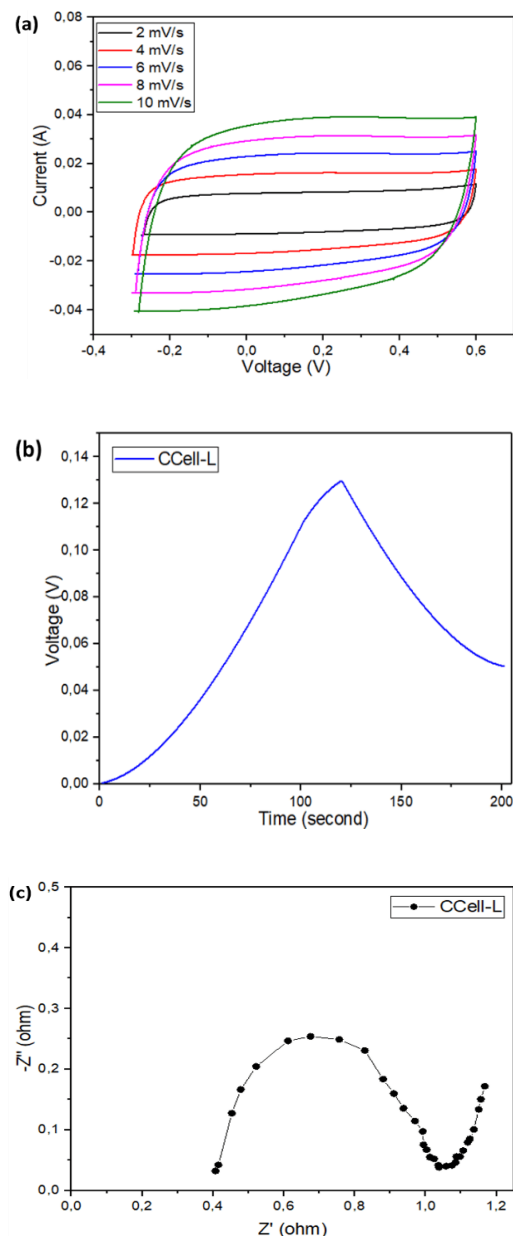 (a)
2 mV/s
4 mV/s
6 mV/s
8 mV/s
10 mV/s
0,08
0,06
0,04
0,02
0,00
-0,02
-0,04
Current (A)
-0,4
-0,2
0,0
0,2
0,4
0,6
Voltage (V)
(b)
CCell-L
0,14
0,12
0,10
0,08
0,06
0,04
0,02
0,00
Voltage (V)
0
50
100
150
200
Time (second)
(c)
CCell-L
0,5
0,4
0,3
0,2
0,1
0,0
-Z" (ohm)
0,0
0,2
0,4
0,6
0,8
1,0
1,2
Z' (ohm)